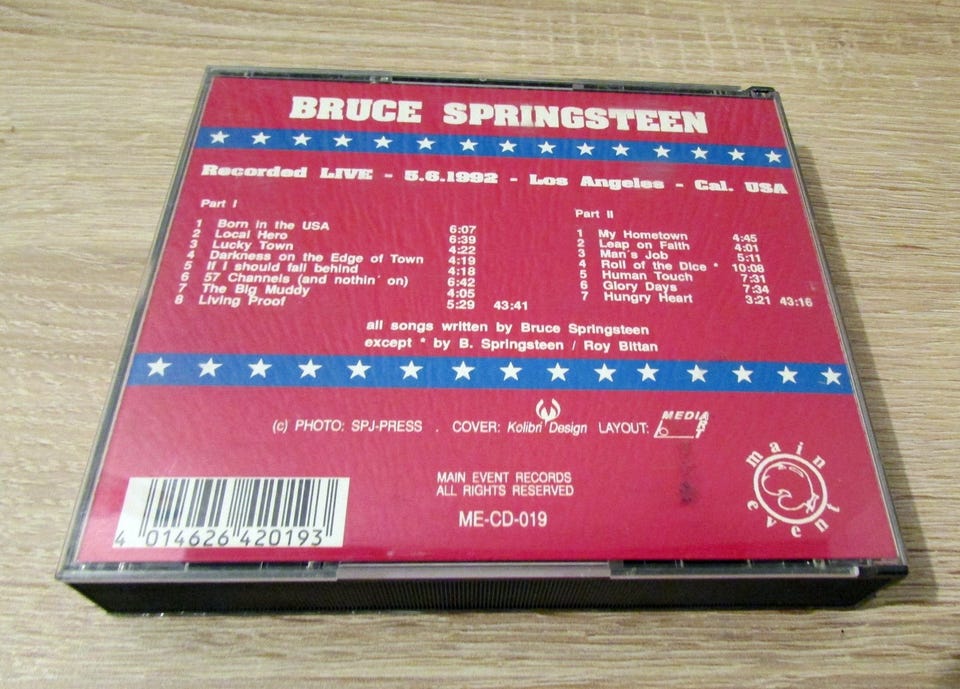 BRUCE SPRINGSTEEN
Recorded LIVE - 5.6.1992 - Los Angeles - Cal. USA
Part I
1 Born in the USA 6:07
2 Local Hero 6:39
3 Lucky Town 4:22
4 Darkness on the Edge of Town 4:19
5 If I should fall behind 4:18
6 57 Channels (and nothin' on) 6:42
7 The Big Muddy 4:05
8 Living Proof 5:29 43:41
Part II
1 My Hometown 4:45
2 Leap on Faith 4:01
3 Man's Job 5:11
4 Roll of the Dice * 10:08
5 Human Touch 7:31
6 Glory Days 7:34
7 Hungry Heart 3:21 43:16
all songs written by Bruce Springsteen
except * by B. Springsteen / Roy Bittan
(c) PHOTO: SPJ-PRESS . COVER: Kolibri Design LAYOUT: MEDIA ART
MAIN EVENT RECORDS
ALL RIGHTS RESERVED
ME-CD-019
4 014626 420193
main event